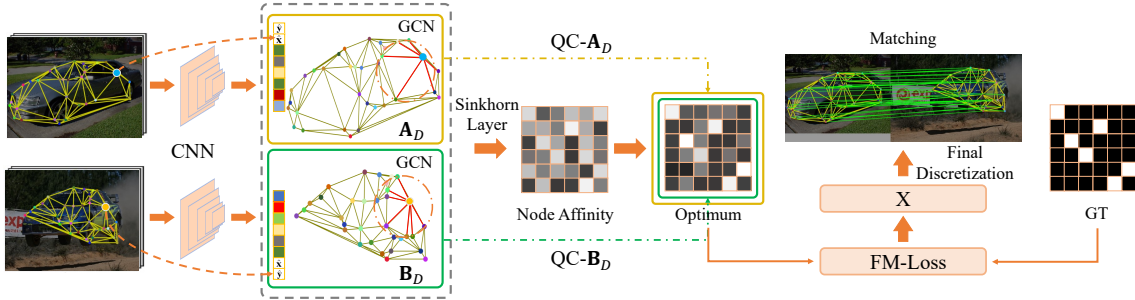 GCN
ŷ
x̂
A_D
CNN
GCN
x̂
ŷ
B_D
QC-A_D
QC-B_D
Sinkhorn
Layer
Node Affinity
Optimum
Matching
Final
Discretization
X
FM-Loss
GT
exp